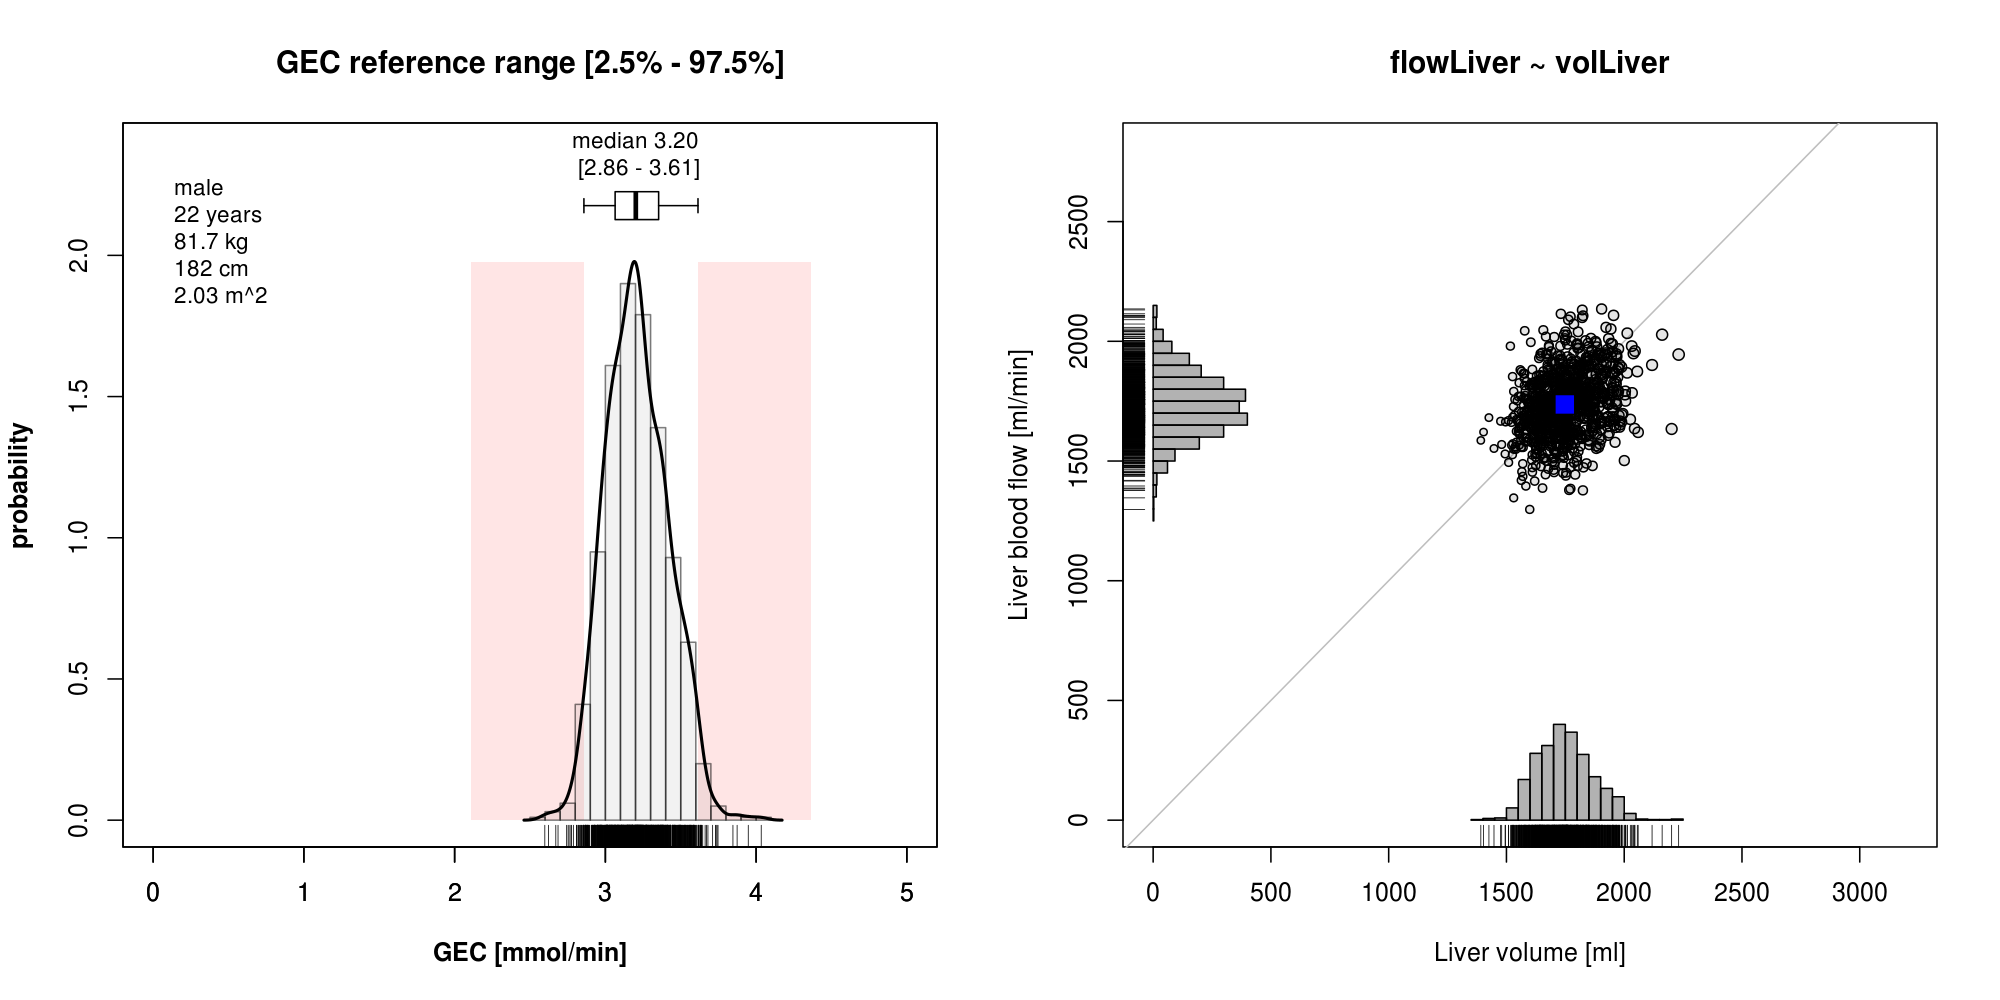 GEC reference range [2.5% - 97.5%]
median 3.20
[2.86 - 3.61]
male
22 years
81.7 kg
182 cm
2.03 m^2
probability
2.0
1.5
1.0
0.5
0.0
0 1 2 3 4 5
GEC [mmol/min]
flowLiver ~ volLiver
Liver blood flow [ml/min]
2500
2000
1500
1000
500
0
0 500 1000 1500 2000 2500 3000
Liver volume [ml]